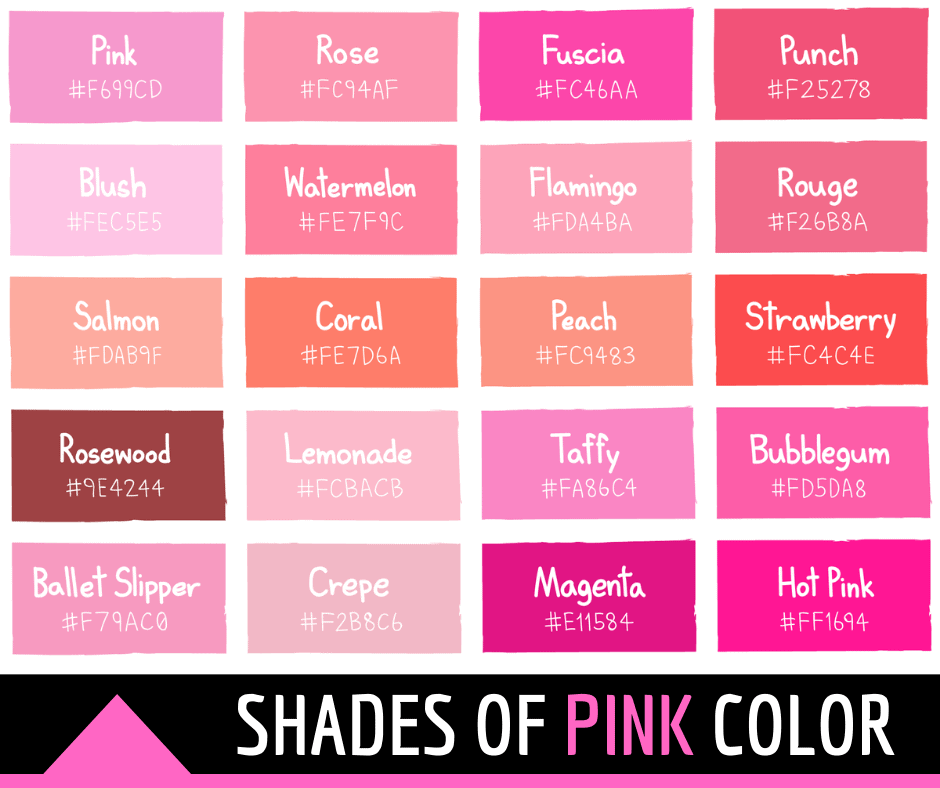 Pink
#F699CD
Rose
#FC94AF
Fuscia
#FC46AA
Punch
#F25278
Blush
#FEC5E5
Watermelon
#FE7F9C
Flamingo
#FDA4BA
Rouge
#F26B8A
Salmon
#FDAB9F
Coral
#FE7D6A
Peach
#FC9483
Strawberry
#FC4C4E
Rosewood
#9E4244
Lemonade
#FCBACB
Taffy
#FA86C4
Bubblegum
#FD5DA8
Ballet Slipper
#F79AC0
Crepe
#F2B8C6
Magenta
#E11584
Hot Pink
#FF1694
SHADES OF PINK COLOR